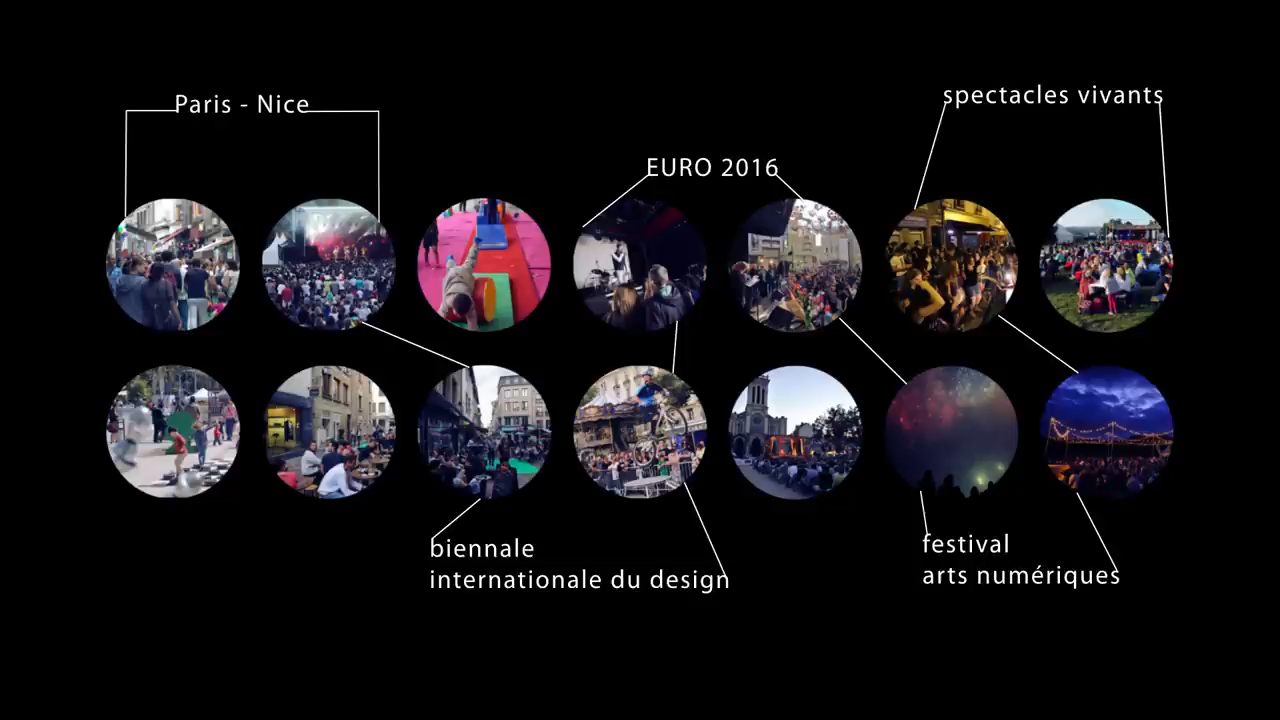 Paris - Nice
spectacles vivants
EURO 2016
biennale
internationale du design
festival
arts numériques